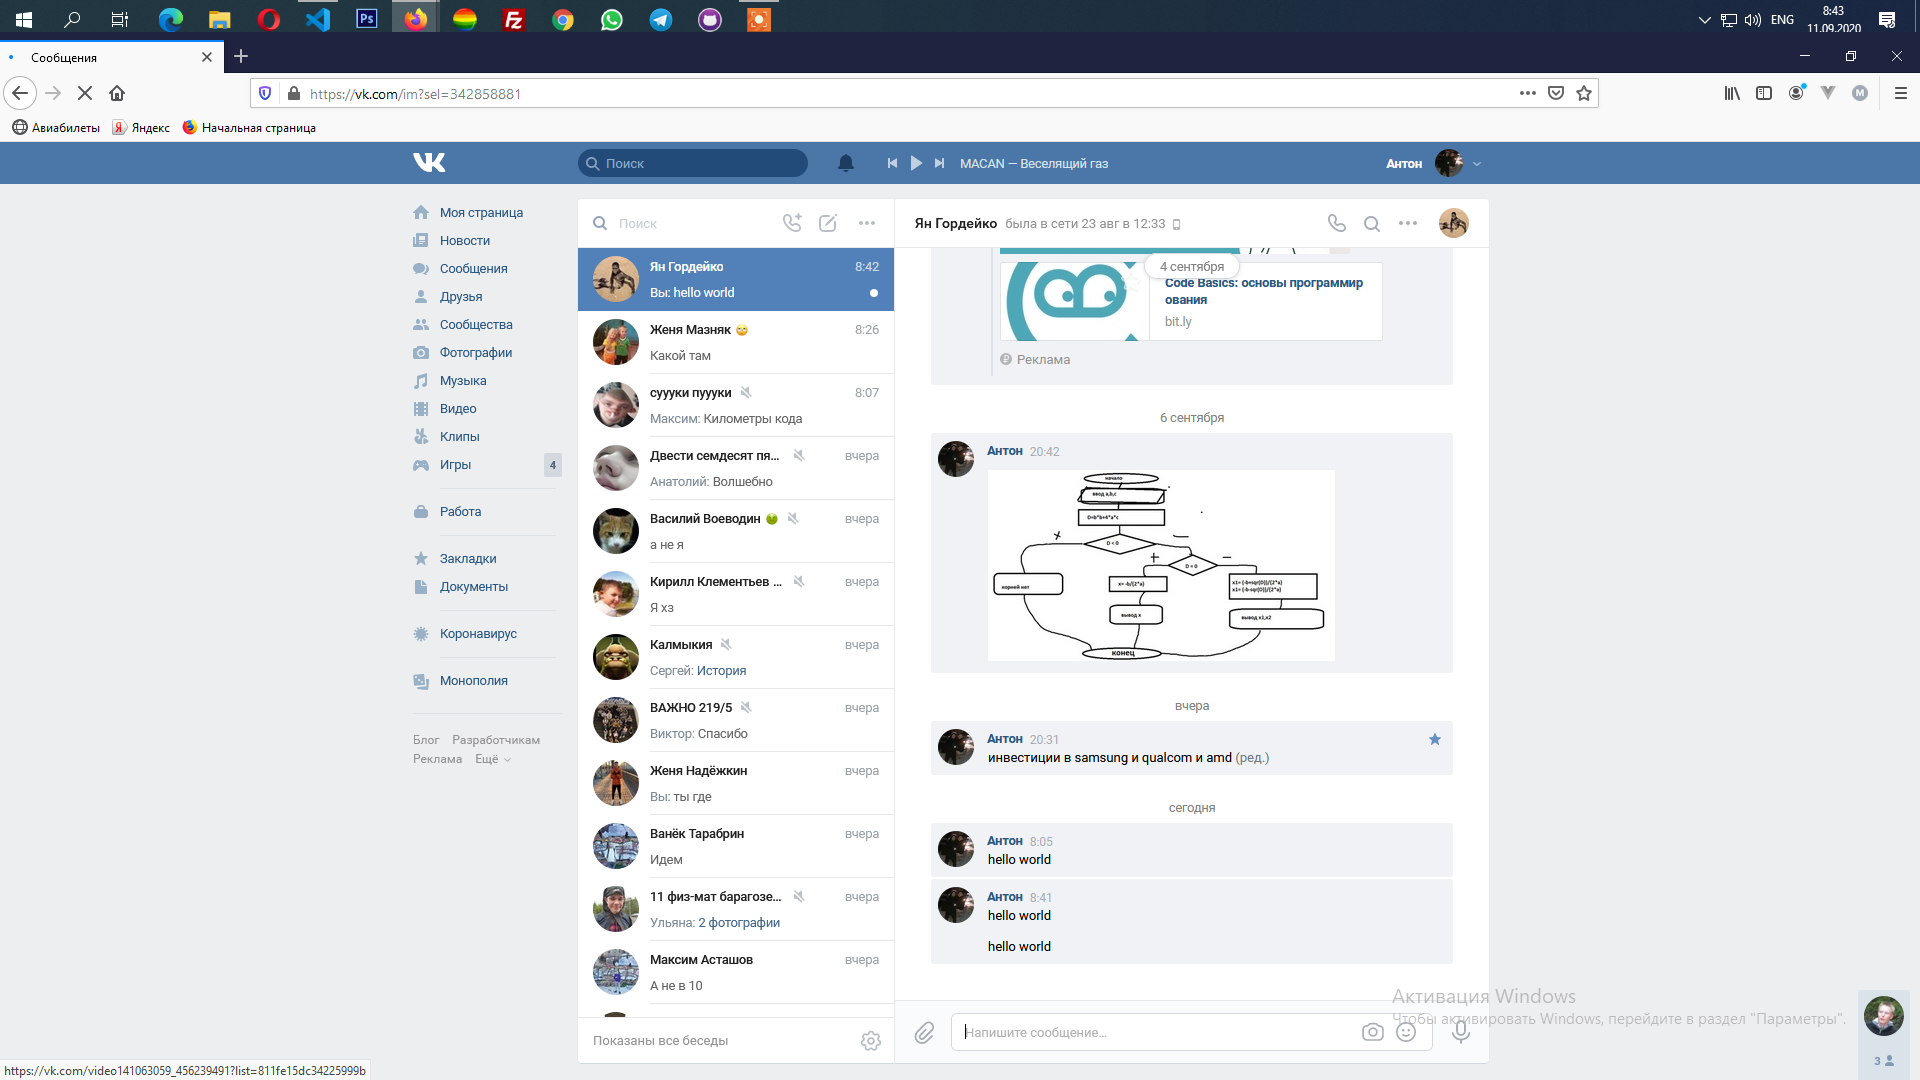 8:43
ENG
11.09.2020
Сообщения
https://vk.com/im?sel=342858881
Авиабилеты
Яндекс
Начальная страница
Поиск
MACAN — Веселящий газ
Антон
Моя страница
Новости
Сообщения
Друзья
Сообщества
Фотографии
Музыка
Видео
Клипы
Игры
4
Работа
Закладки
Документы
Коронавирус
Монополия
Блог Разработчикам
Реклама Ещё
Поиск
Ян Гордейко 8:42
Вы: hello world
Женя Мазняк 8:26
Какой там
суууки пуууки 8:07
Максим: Километры кода
Двести семдесят пя... вчера
Анатолий: Волшебно
Василий Воеводин вчера
а не я
Кирилл Клементьев ... вчера
Я хз
Калмыкия вчера
Сергей: История
ВАЖНО 219/5 вчера
Виктор: Спасибо
Женя Надёжкин вчера
Вы: ты где
Ванёк Тарабрин вчера
Идем
11 физ-мат барагозе... вчера
Ульяна: 2 фотографии
Максим Асташов вчера
А не в 10
Показаны все беседы
Ян Гордейко была в сети 23 авг в 12:33
4 сентября
Code Basics: основы программир
ования
bit.ly
Реклама
6 сентября
Антон 20:42
начало
ввод a,b,c
D=b*b+4*a*c
D < 0
D = 0
корней нет
x= -b/(2*a)
x1= (-b+sqr(D))/(2*a)
x1= (-b-sqr(D))/(2*a)
вывод x
вывод x1,x2
конец
вчера
Антон 20:31
инвестиции в samsung и qualcom и amd (ред.)
сегодня
Антон 8:05
hello world
Антон 8:41
hello world
hello world
Напишите сообщение...
Активация Windows
Чтобы активировать Windows, перейдите в раздел "Параметры".
3
https://vk.com/video141063059_456239491?list=811fe15dc34225999b